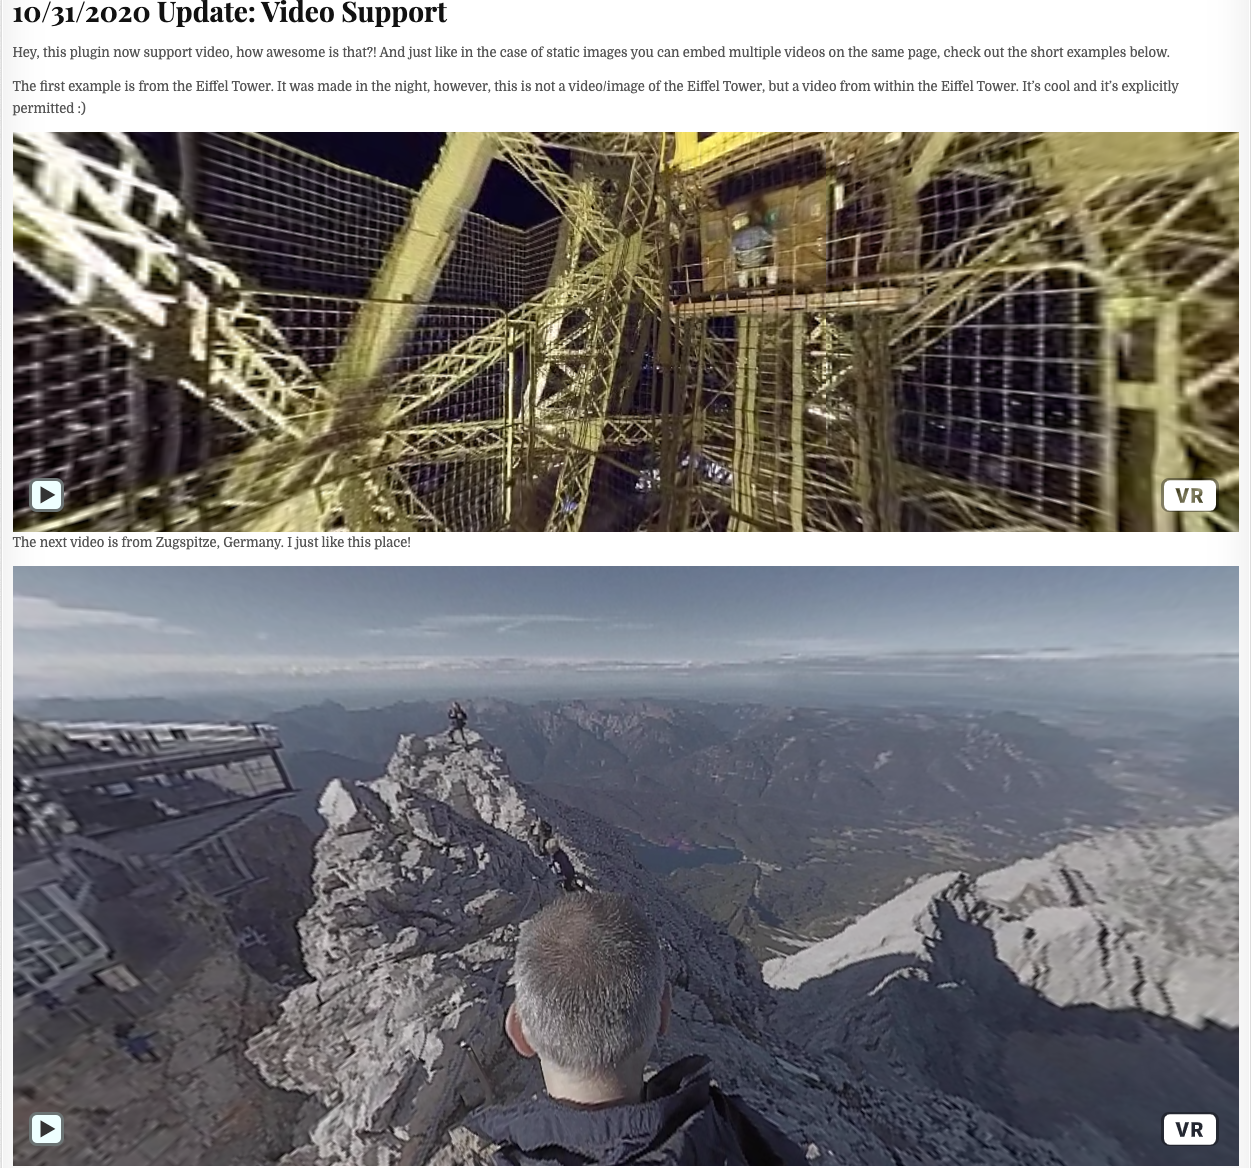 10/31/2020 Update: Video Support
Hey, this plugin now support video, how awesome is that?! And just like in the case of static images you can embed multiple videos on the same page, check out the short examples below.
The first example is from the Eiffel Tower. It was made in the night, however, this is not a video/image of the Eiffel Tower, but a video from within the Eiffel Tower. It’s cool and it’s explicitly
permitted :)
VR
The next video is from Zugspitze, Germany. I just like this place!
VR